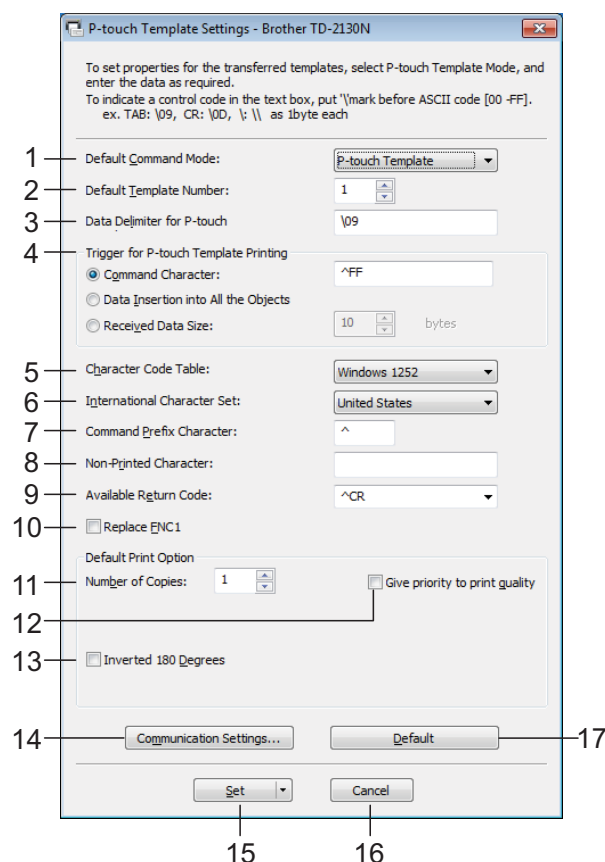 P-touch Template Settings - Brother TD-2130N
To set properties for the transferred templates, select P-touch Template Mode, and
enter the data as required.
To indicate a control code in the text box, put '\'mark before ASCII code [00 -FF].
ex. TAB: \09, CR: \0D, \: \\ as 1byte each
1 Default Command Mode: P-touch Template
2 Default Template Number: 1
3 Data Delimiter for P-touch \09
4 Trigger for P-touch Template Printing
Command Character: ^FF
Data Insertion into All the Objects
Received Data Size: 10 bytes
5 Character Code Table: Windows 1252
6 International Character Set: United States
7 Command Prefix Character: ^
8 Non-Printed Character:
9 Available Return Code: ^CR
10 Replace FNC1
Default Print Option
11 Number of Copies: 1 Give priority to print quality
12
13 Inverted 180 Degrees
14 Communication Settings... Default 17
Set Cancel
15 16